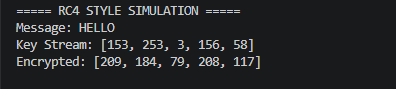 ===== RC4 STYLE SIMULATION =====
Message: HELLO
Key Stream: [153, 253, 3, 156, 58]
Encrypted: [209, 184, 79, 208, 117]